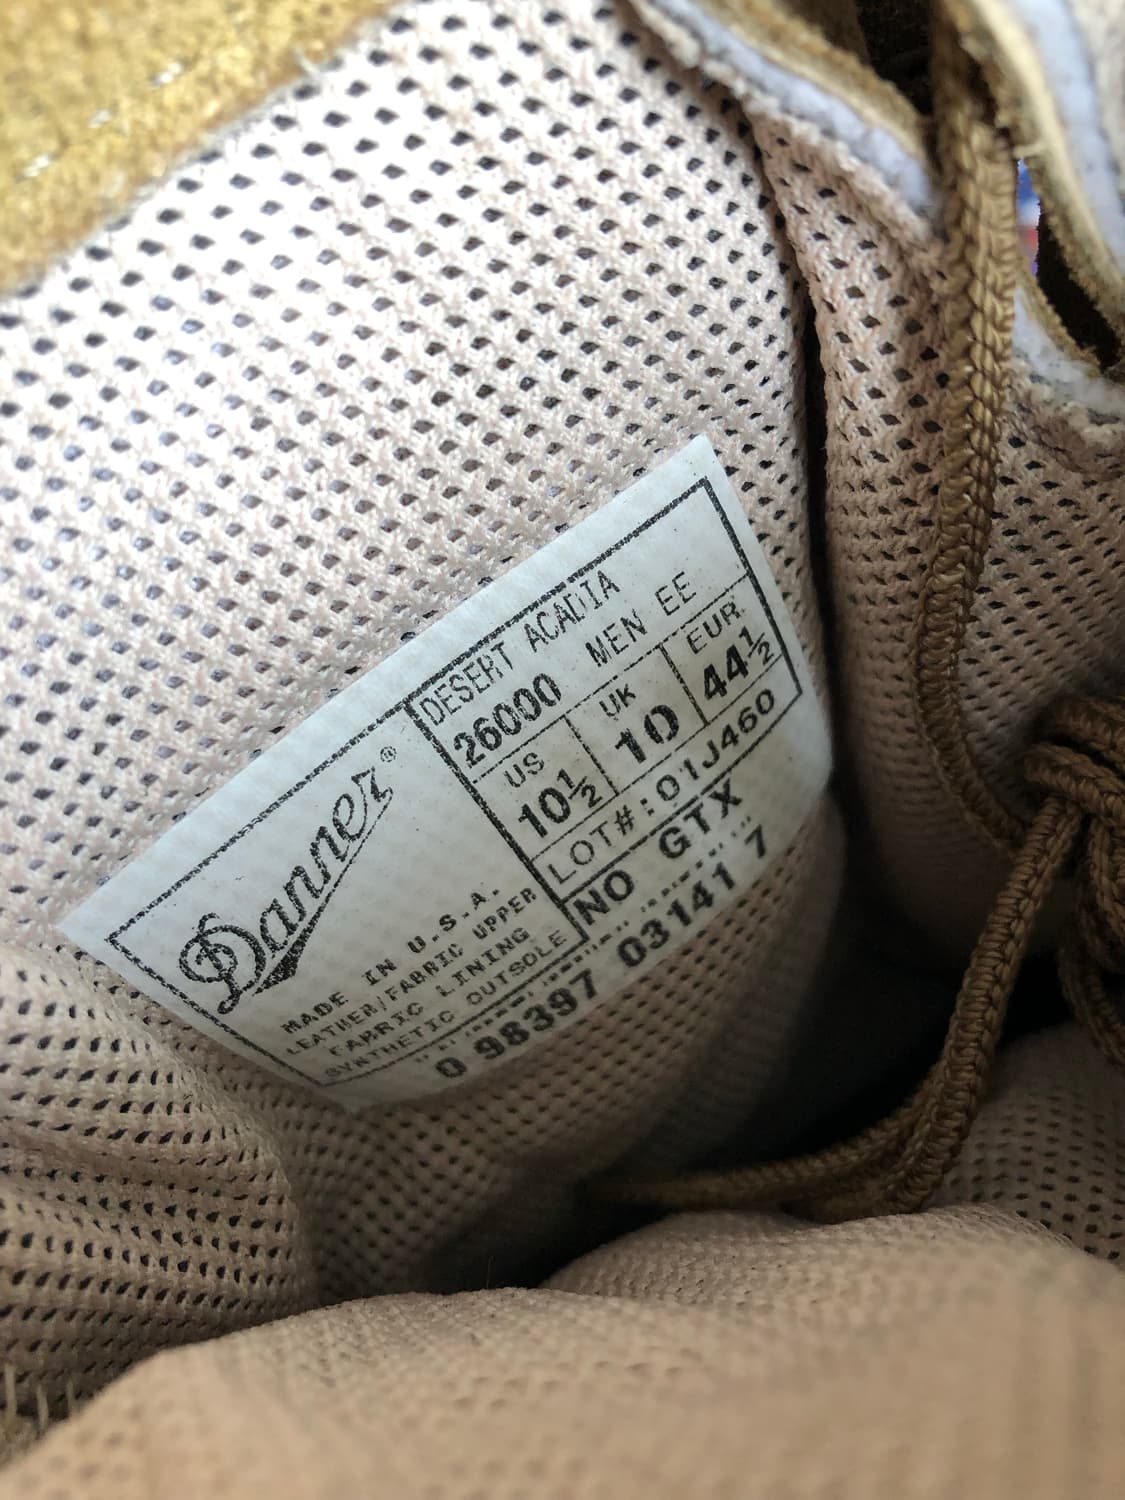 Danner®
MADE IN U.S.A.
LEATHER/FABRIC UPPER
FABRIC LINING
SYNTHETIC OUTSOLE
DESERT ACADIA
26000 MEN EE
US UK EUR
10½ 10 44½
LOT#:01J460
NO GTX
0 98397 03141 7